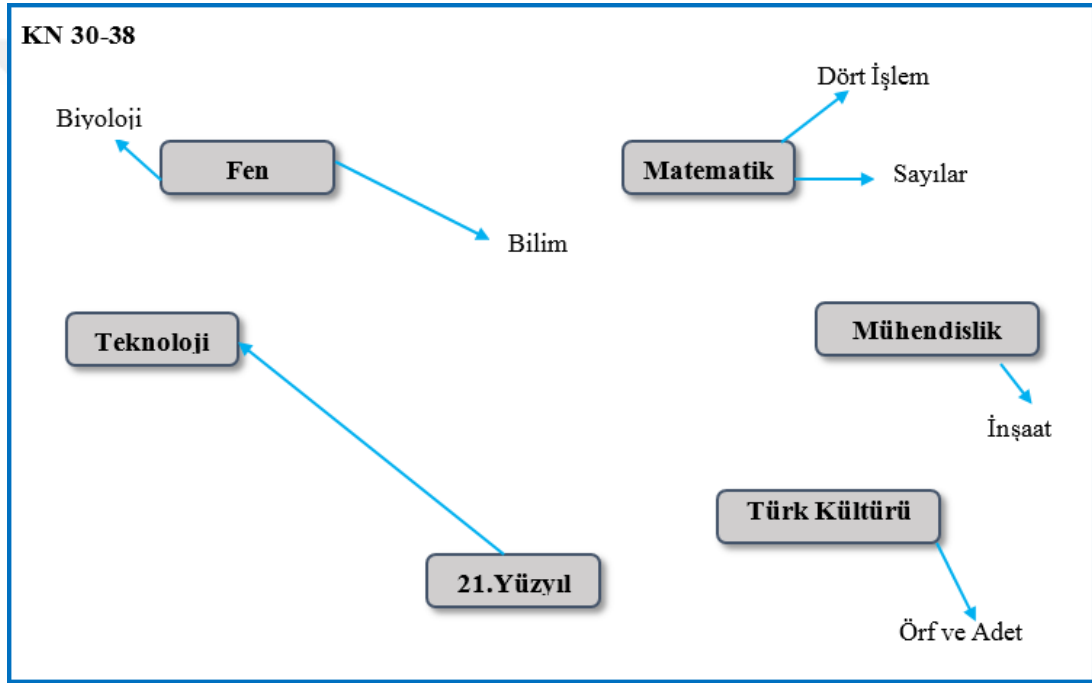 KN 30-38
Dört İşlem
Biyoloji
Fen
Matematik
Sayılar
Bilim
Teknoloji
Mühendislik
İnşaat
Türk Kültürü
21.Yüzyıl
Örf ve Adet